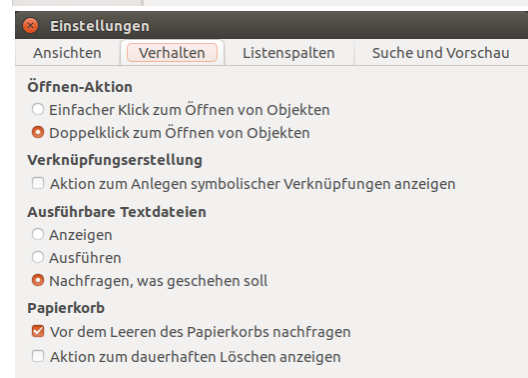 Einstellungen
Ansichten Verhalten Listenspalten Suche und Vorschau
Öffnen-Aktion
Einfacher Klick zum Öffnen von Objekten
Doppelklick zum Öffnen von Objekten
Verknüpfungserstellung
Aktion zum Anlegen symbolischer Verknüpfungen anzeigen
Ausführbare Textdateien
Anzeigen
Ausführen
Nachfragen, was geschehen soll
Papierkorb
Vor dem Leeren des Papierkorbs nachfragen
Aktion zum dauerhaften Löschen anzeigen